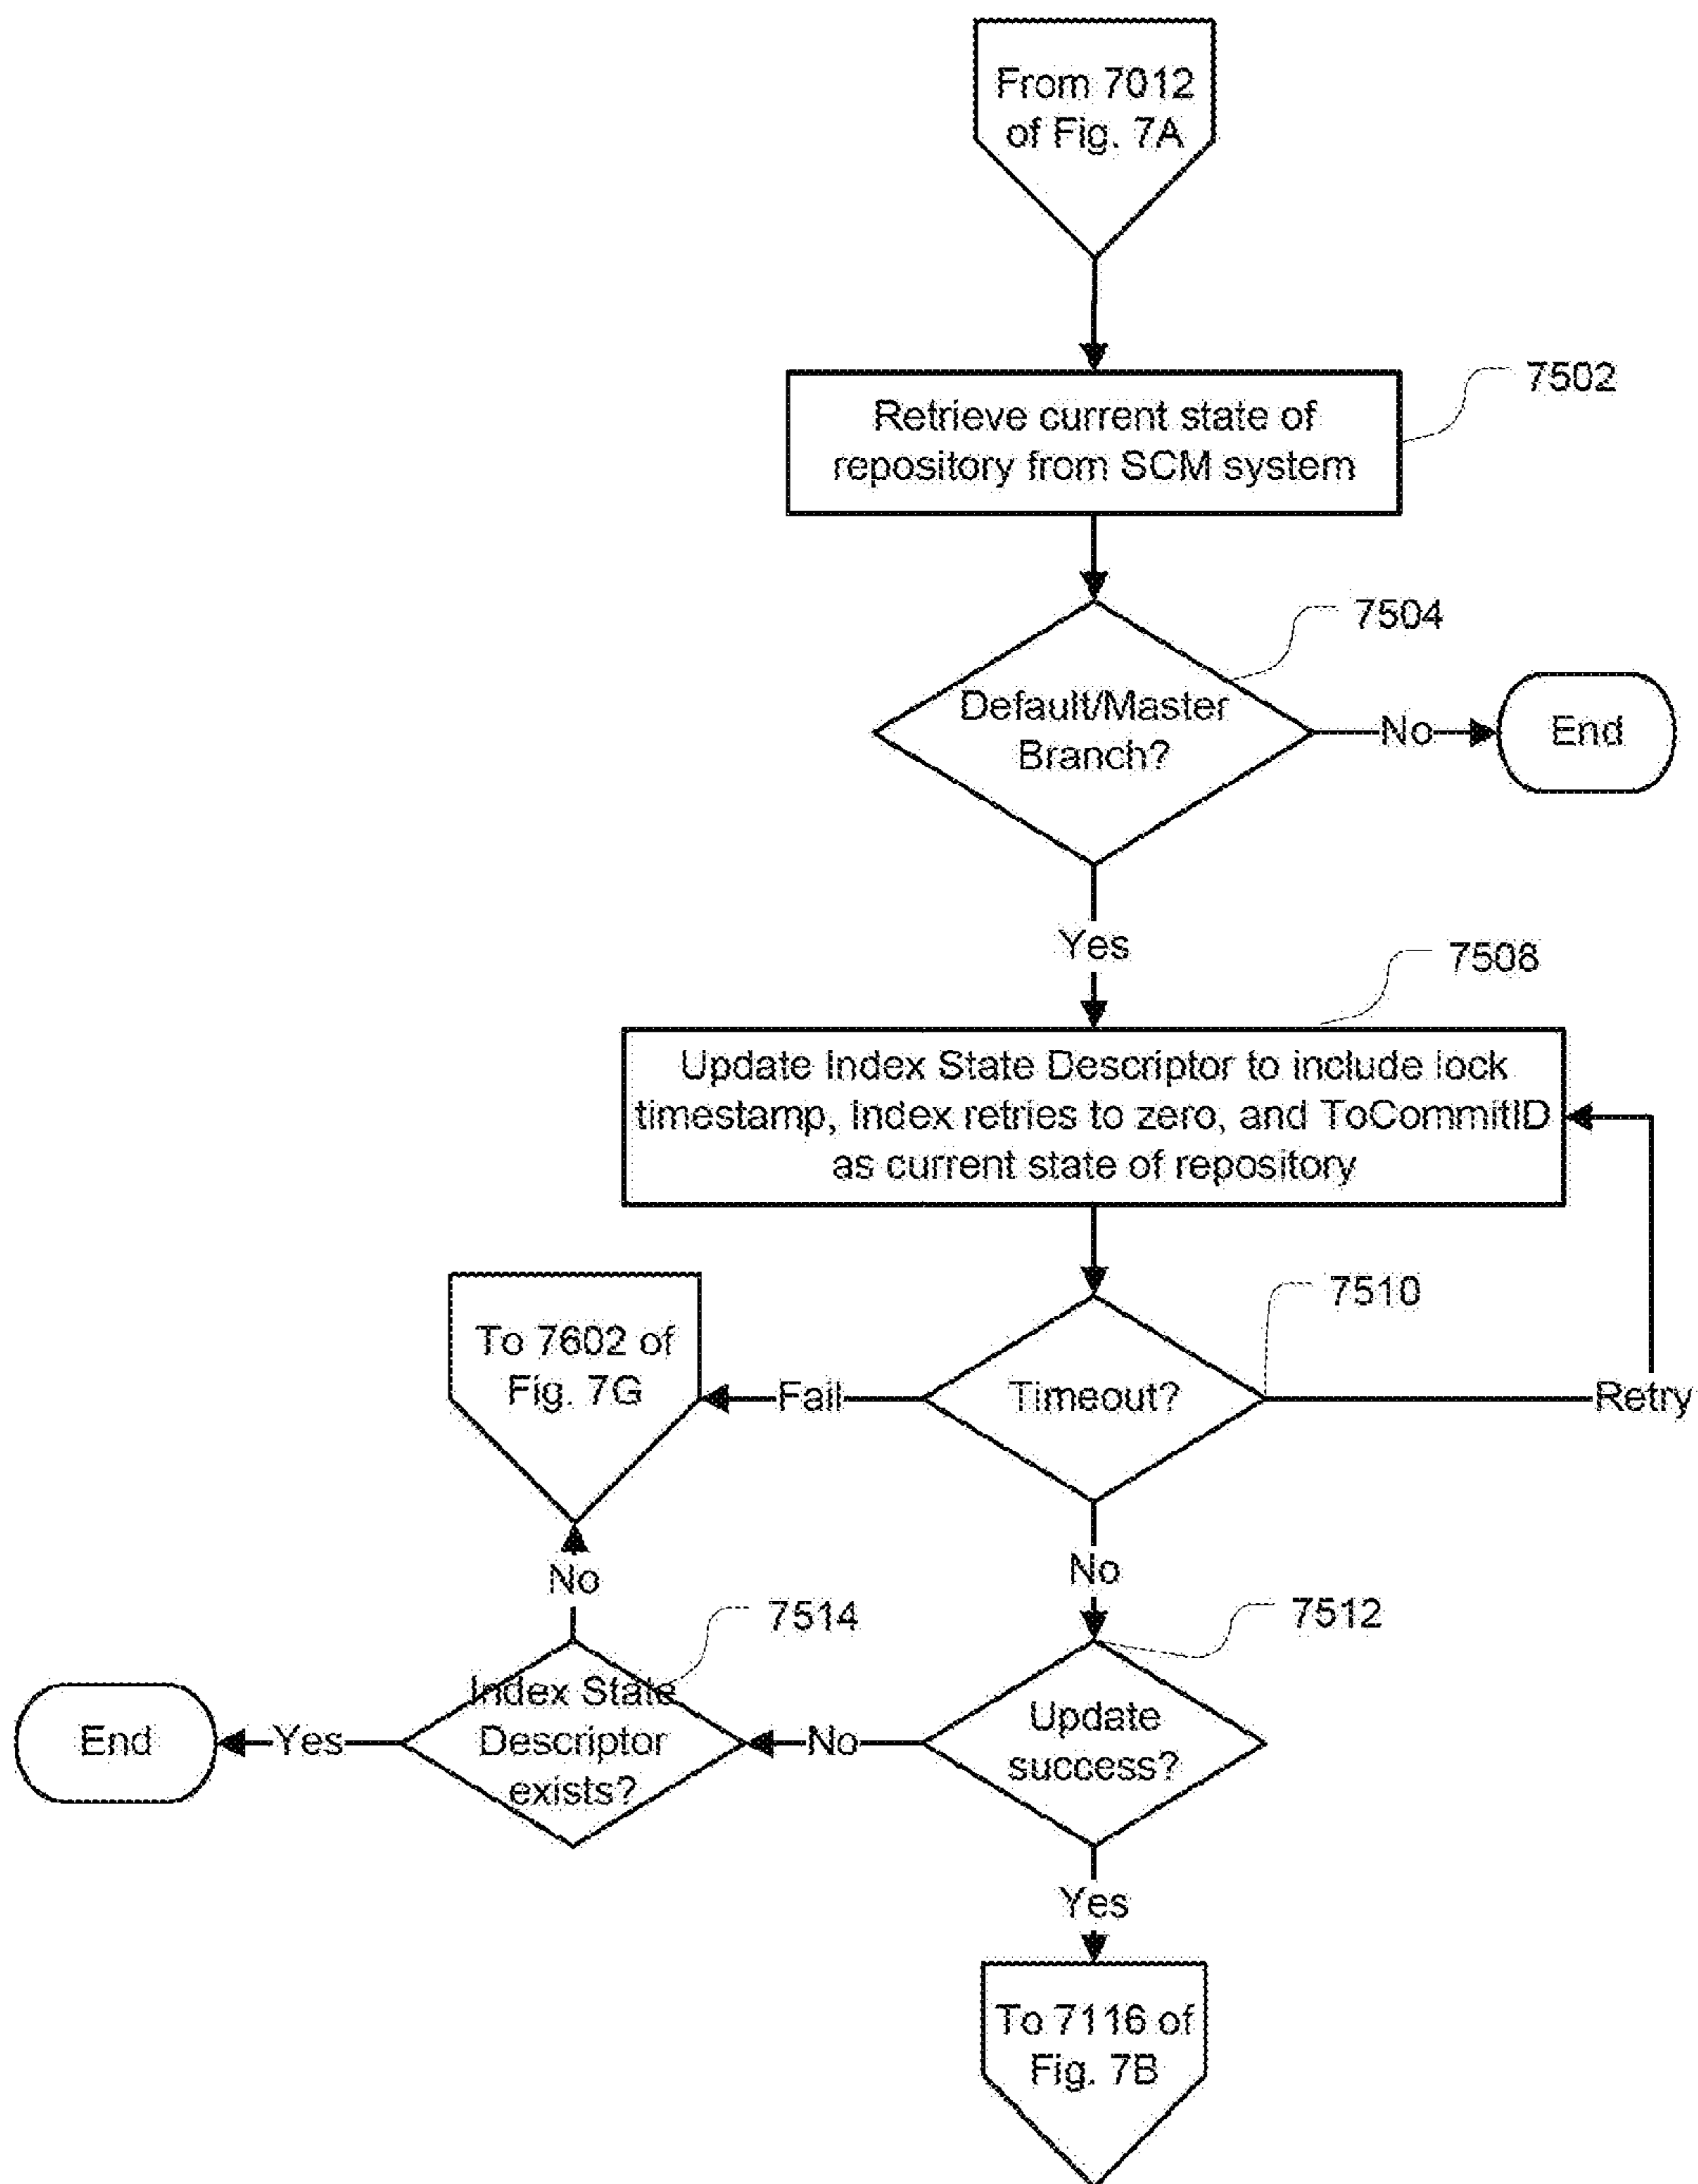 From 7012
of Fig. 7A
7502
Retrieve current state of
repository from SCM system
7504
Default/Master
Branch?
No
End
Yes
7508
Update Index State Descriptor to include lock
timestamp, Index retries to zero, and ToCommitID
as current state of repository
7510
To 7602 of
Fig. 7G
Fail
Timeout?
Retry
No
No
7514
7512
End
Yes
Index State
Descriptor
exists?
No
Update
success?
Yes
To 7116 of
Fig. 7B